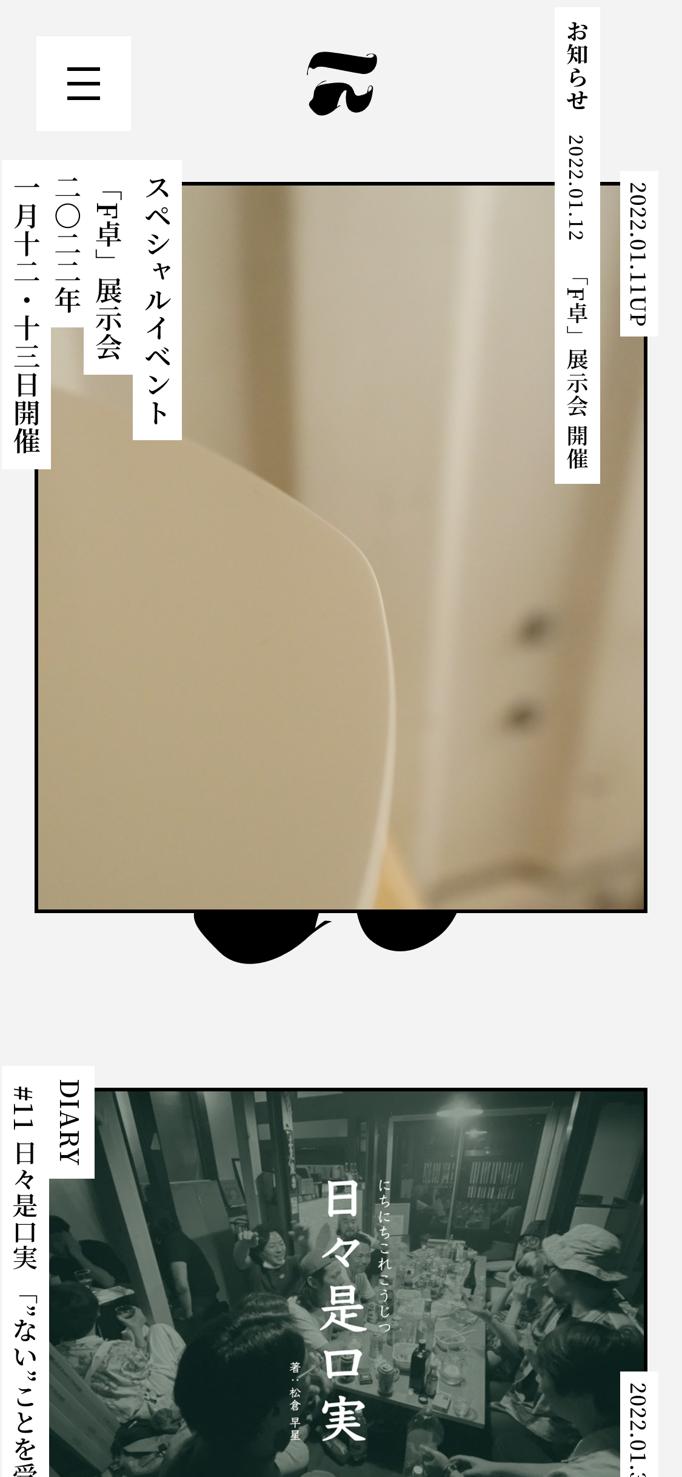 お知らせ 2022.01.12 「F卓」展示会 開催
2022.01.11UP
スペシャルイベント
「F卓」展示会
二〇二二年
一月十二・十三日開催
DIARY
#11 日々是口実 「”ない”ことを受
にちにちこれこうじつ
日々是口実
著：松倉 早星
2022.01.